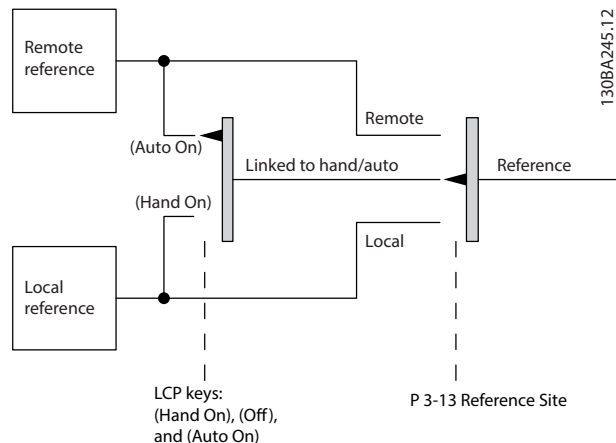 Remote
reference
130BA245.12
Remote
(Auto On)
Linked to hand/auto
Reference
(Hand On)
Local
Local
reference
LCP keys:
(Hand On), (Off),
and (Auto On)
P 3-13 Reference Site